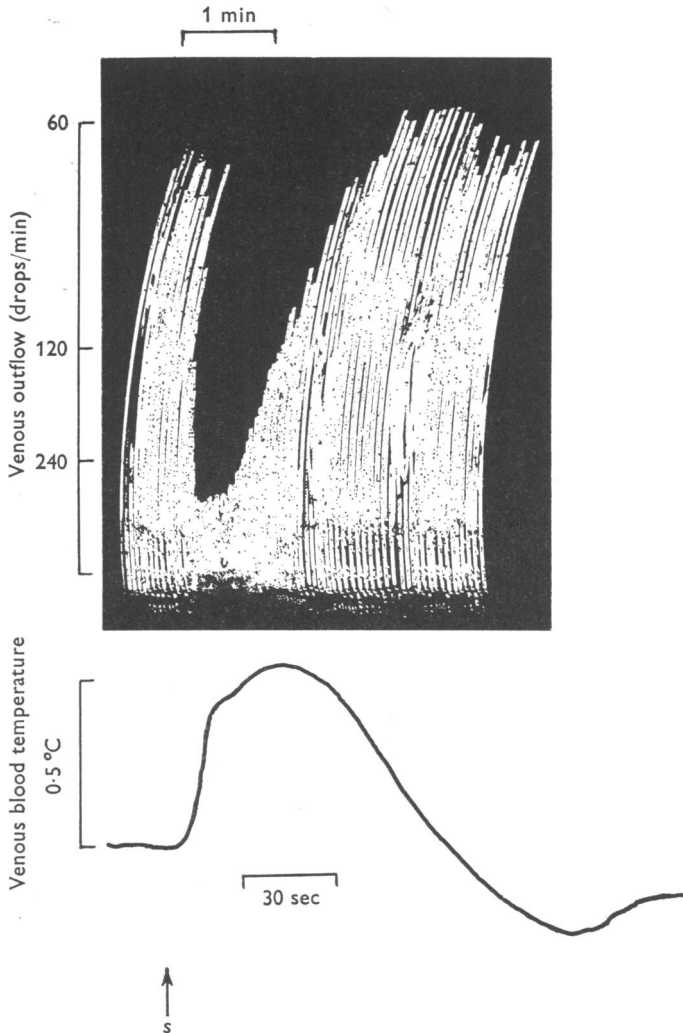 1 min
60
120
240
Venous outflow (drops/min)
Venous blood temperature
0·5 °C
30 sec
s